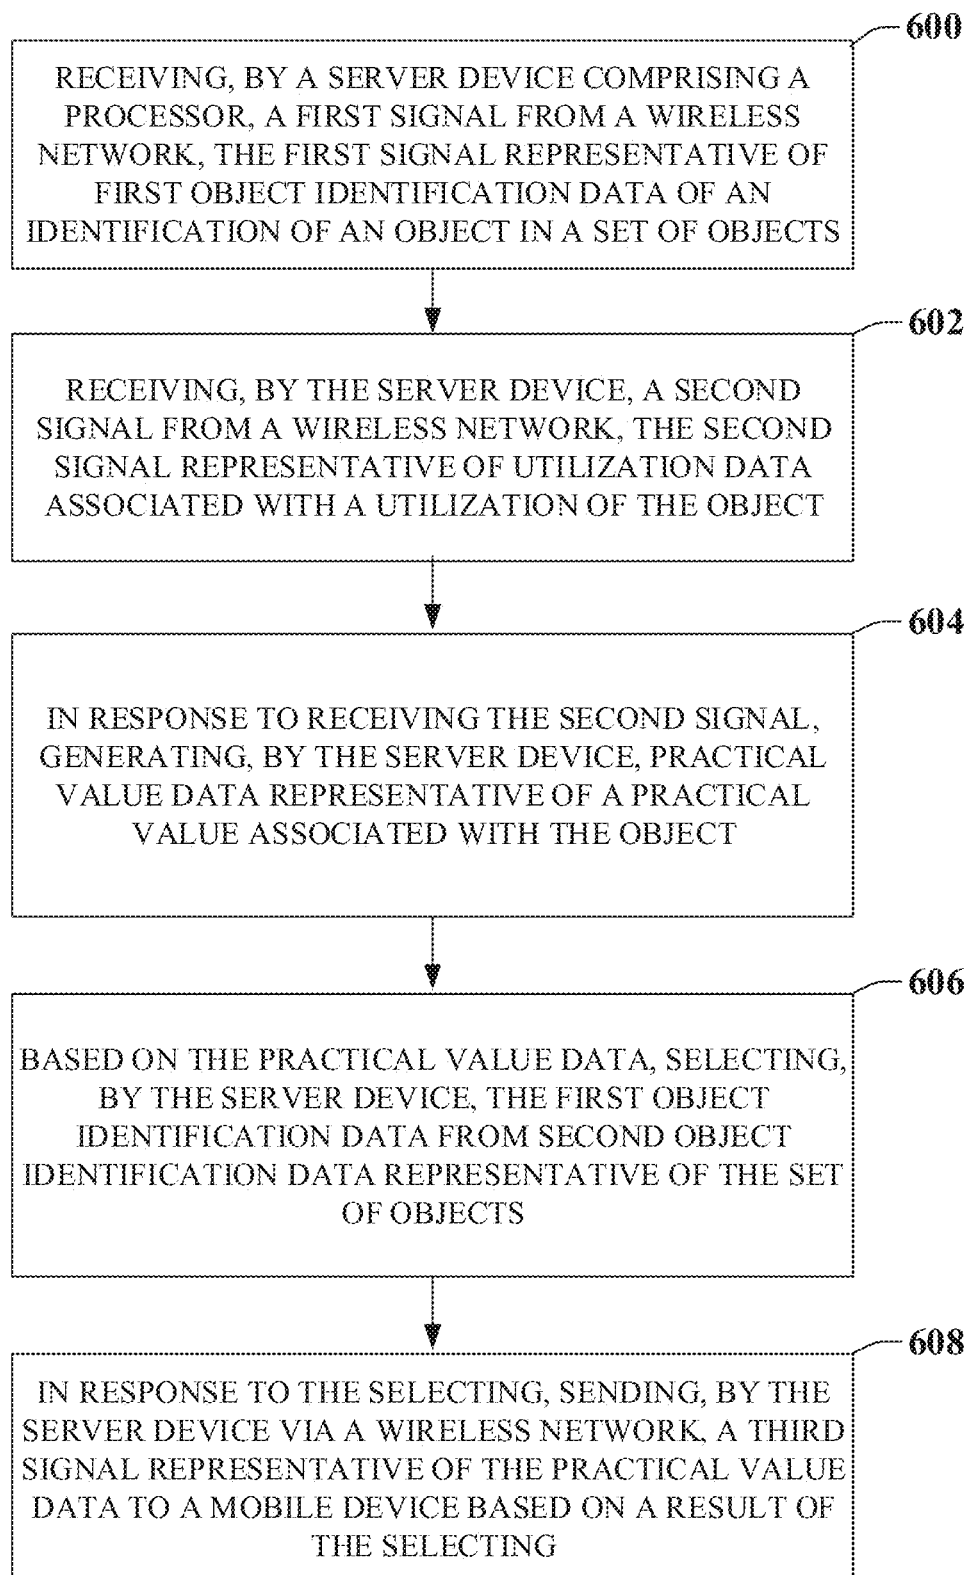 600
RECEIVING, BY A SERVER DEVICE COMPRISING A
PROCESSOR, A FIRST SIGNAL FROM A WIRELESS
NETWORK, THE FIRST SIGNAL REPRESENTATIVE OF
FIRST OBJECT IDENTIFICATION DATA OF AN
IDENTIFICATION OF AN OBJECT IN A SET OF OBJECTS
602
RECEIVING, BY THE SERVER DEVICE, A SECOND
SIGNAL FROM A WIRELESS NETWORK, THE SECOND
SIGNAL REPRESENTATIVE OF UTILIZATION DATA
ASSOCIATED WITH A UTILIZATION OF THE OBJECT
604
IN RESPONSE TO RECEIVING THE SECOND SIGNAL,
GENERATING, BY THE SERVER DEVICE, PRACTICAL
VALUE DATA REPRESENTATIVE OF A PRACTICAL
VALUE ASSOCIATED WITH THE OBJECT
606
BASED ON THE PRACTICAL VALUE DATA, SELECTING,
BY THE SERVER DEVICE, THE FIRST OBJECT
IDENTIFICATION DATA FROM SECOND OBJECT
IDENTIFICATION DATA REPRESENTATIVE OF THE SET
OF OBJECTS
608
IN RESPONSE TO THE SELECTING, SENDING, BY THE
SERVER DEVICE VIA A WIRELESS NETWORK, A THIRD
SIGNAL REPRESENTATIVE OF THE PRACTICAL VALUE
DATA TO A MOBILE DEVICE BASED ON A RESULT OF
THE SELECTING